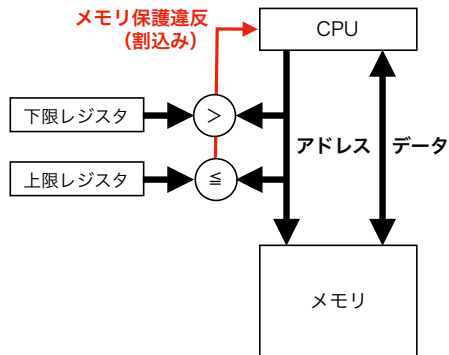 メモリ保護違反
（割込み）
CPU
下限レジスタ
＞
アドレス
データ
上限レジスタ
≦
メモリ